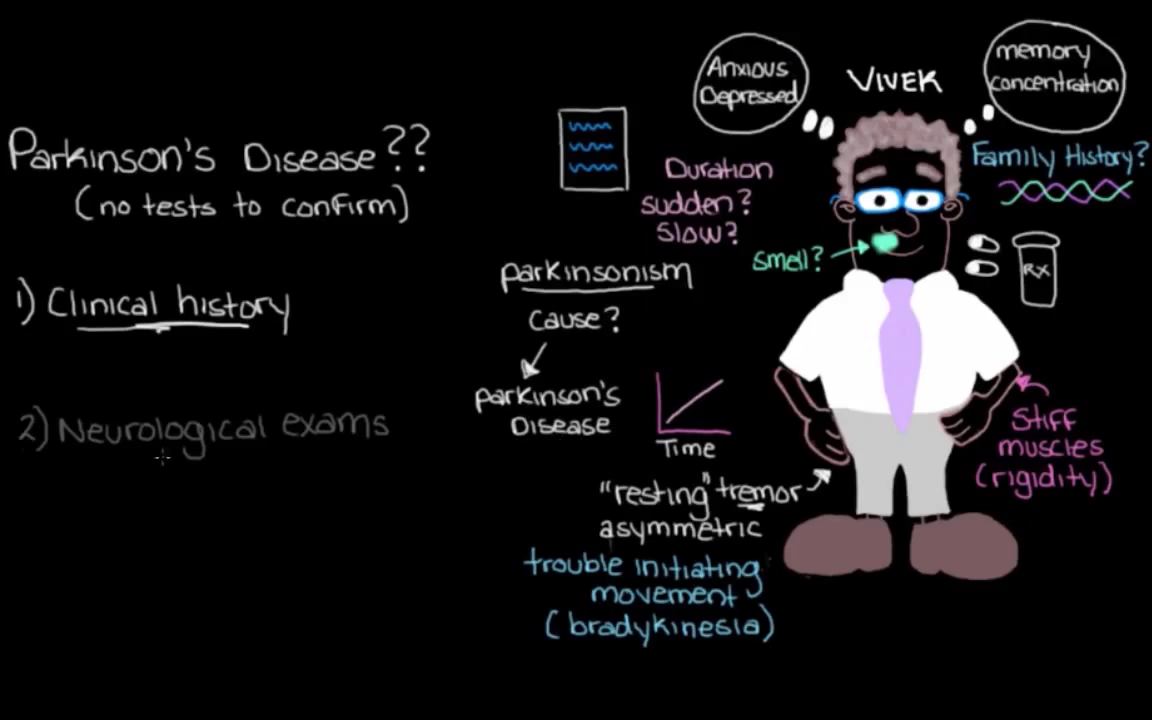 Parkinson's Disease??
(no tests to confirm)
1) Clinical history
2) Neurological exams
Anxious
Depressed
VIVEK
memory
concentration
Family History?
Duration
sudden?
slow?
smell?
RX
parkinsonism
cause?
parkinson's
Disease
Time
"resting" tremor
asymmetric
trouble initiating
movement
(bradykinesia)
Stiff
muscles
(rigidity)